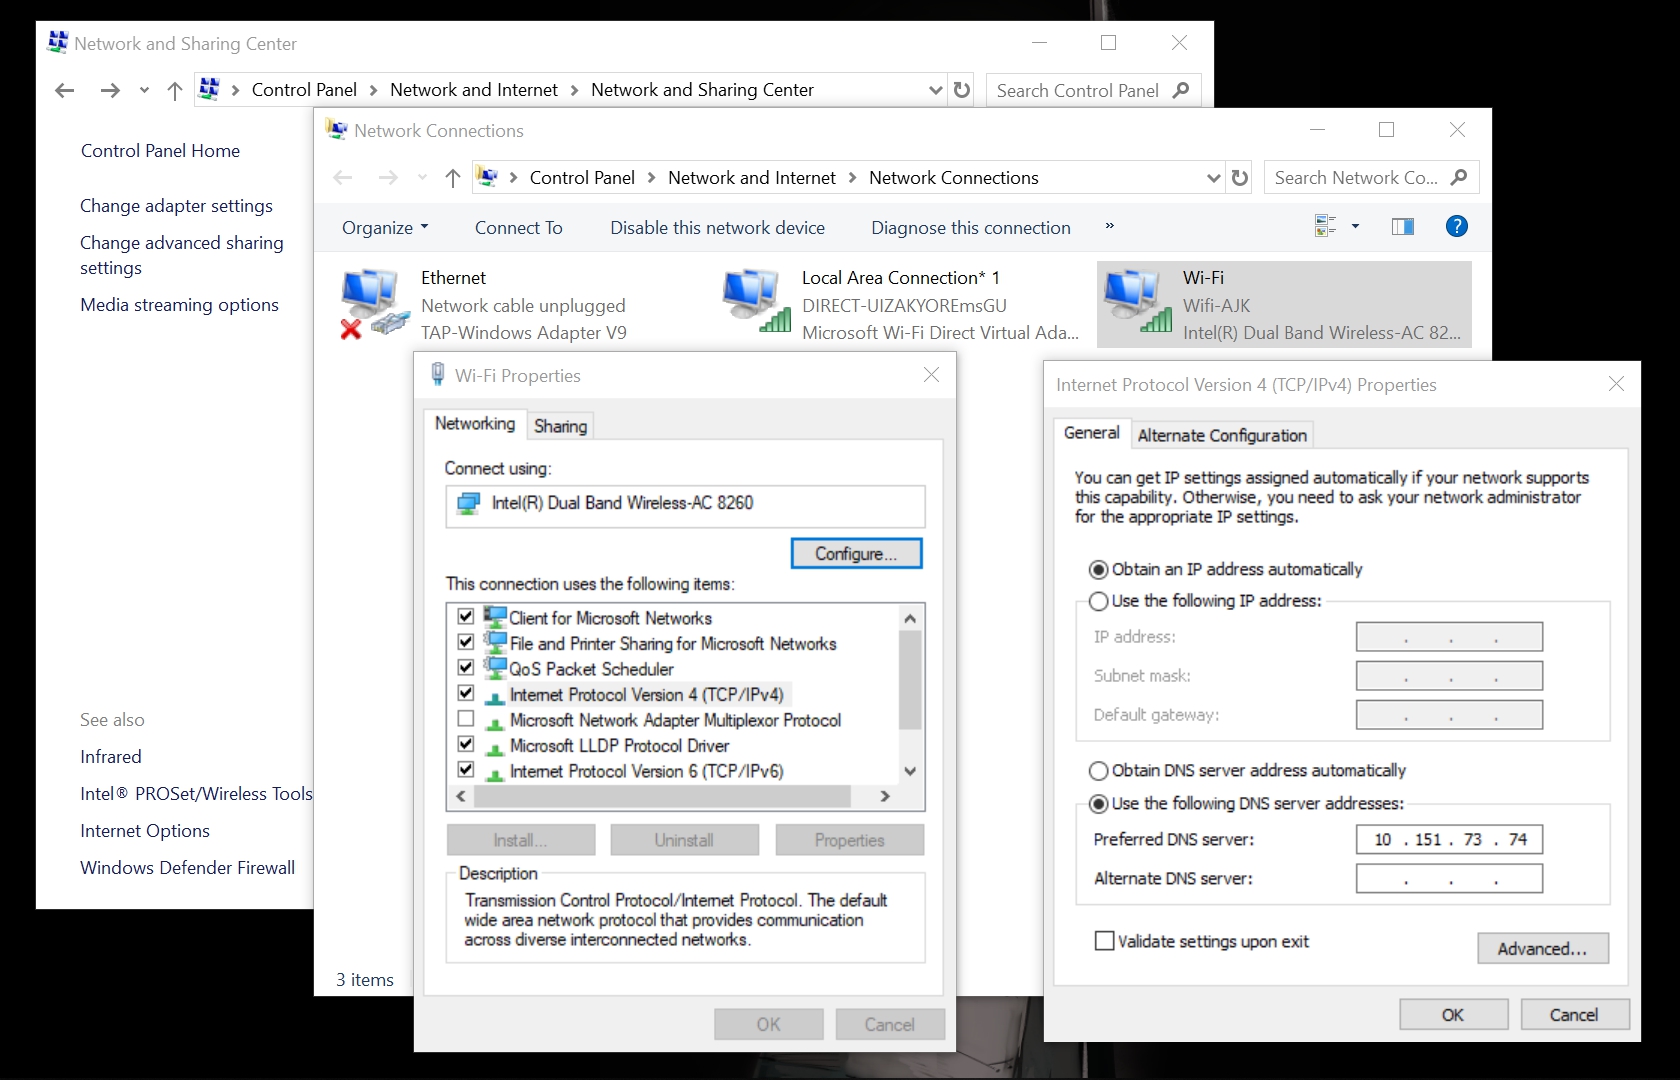 Network and Sharing Center
Control Panel > Network and Internet > Network and Sharing Center
Search Control Panel
Control Panel Home
Change adapter settings
Change advanced sharing
settings
Media streaming options
See also
Infrared
Intel® PROSet/Wireless Tools
Internet Options
Windows Defender Firewall
Network Connections
Control Panel > Network and Internet > Network Connections
Search Network Co...
Organize
Connect To
Disable this network device
Diagnose this connection
»
Ethernet
Network cable unplugged
TAP-Windows Adapter V9
Local Area Connection* 1
DIRECT-UIZAKYOREmsGU
Microsoft Wi-Fi Direct Virtual Ada...
Wi-Fi
Wifi-AJK
Intel(R) Dual Band Wireless-AC 82...
3 items
Wi-Fi Properties
Networking
Sharing
Connect using:
Intel(R) Dual Band Wireless-AC 8260
Configure...
This connection uses the following items:
Client for Microsoft Networks
File and Printer Sharing for Microsoft Networks
QoS Packet Scheduler
Internet Protocol Version 4 (TCP/IPv4)
Microsoft Network Adapter Multiplexor Protocol
Microsoft LLDP Protocol Driver
Internet Protocol Version 6 (TCP/IPv6)
Install...
Uninstall
Properties
Description
Transmission Control Protocol/Internet Protocol. The default
wide area network protocol that provides communication
across diverse interconnected networks.
OK
Cancel
Internet Protocol Version 4 (TCP/IPv4) Properties
General
Alternate Configuration
You can get IP settings assigned automatically if your network supports
this capability. Otherwise, you need to ask your network administrator
for the appropriate IP settings.
Obtain an IP address automatically
Use the following IP address:
IP address: . . .
Subnet mask: . . .
Default gateway: . . .
Obtain DNS server address automatically
Use the following DNS server addresses:
Preferred DNS server: 10 . 151 . 73 . 74
Alternate DNS server: . . .
Validate settings upon exit
Advanced...
OK
Cancel